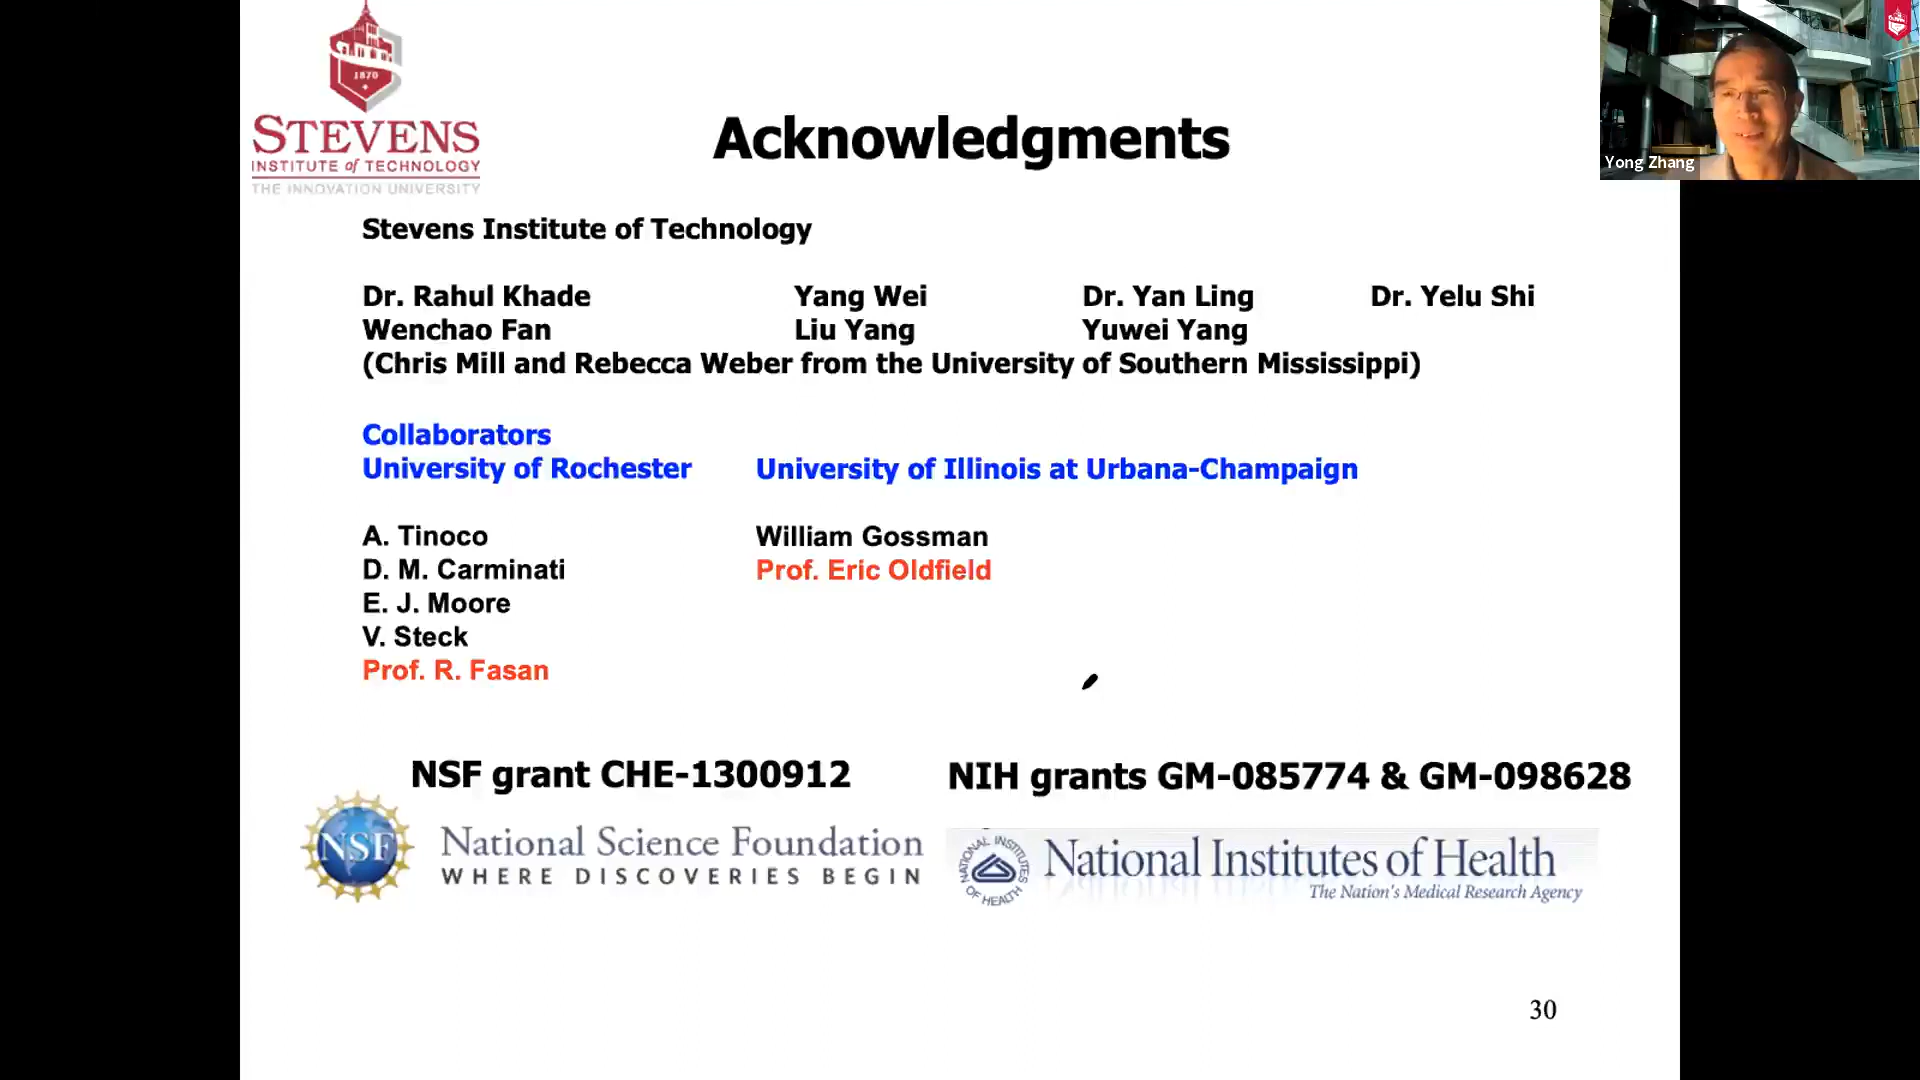 1870
STEVENS
INSTITUTE of TECHNOLOGY
THE INNOVATION UNIVERSITY
Acknowledgments
Yong Zhang
Stevens Institute of Technology
Dr. Rahul Khade Yang Wei Dr. Yan Ling Dr. Yelu Shi
Wenchao Fan Liu Yang Yuwei Yang
(Chris Mill and Rebecca Weber from the University of Southern Mississippi)
Collaborators
University of Rochester University of Illinois at Urbana-Champaign
A. Tinoco William Gossman
D. M. Carminati Prof. Eric Oldfield
E. J. Moore
V. Steck
Prof. R. Fasan
NSF grant CHE-1300912 NIH grants GM-085774 & GM-098628
NSF National Science Foundation
WHERE DISCOVERIES BEGIN
NATIONAL INSTITUTES OF HEALTH
National Institutes of Health
The Nation's Medical Research Agency
30